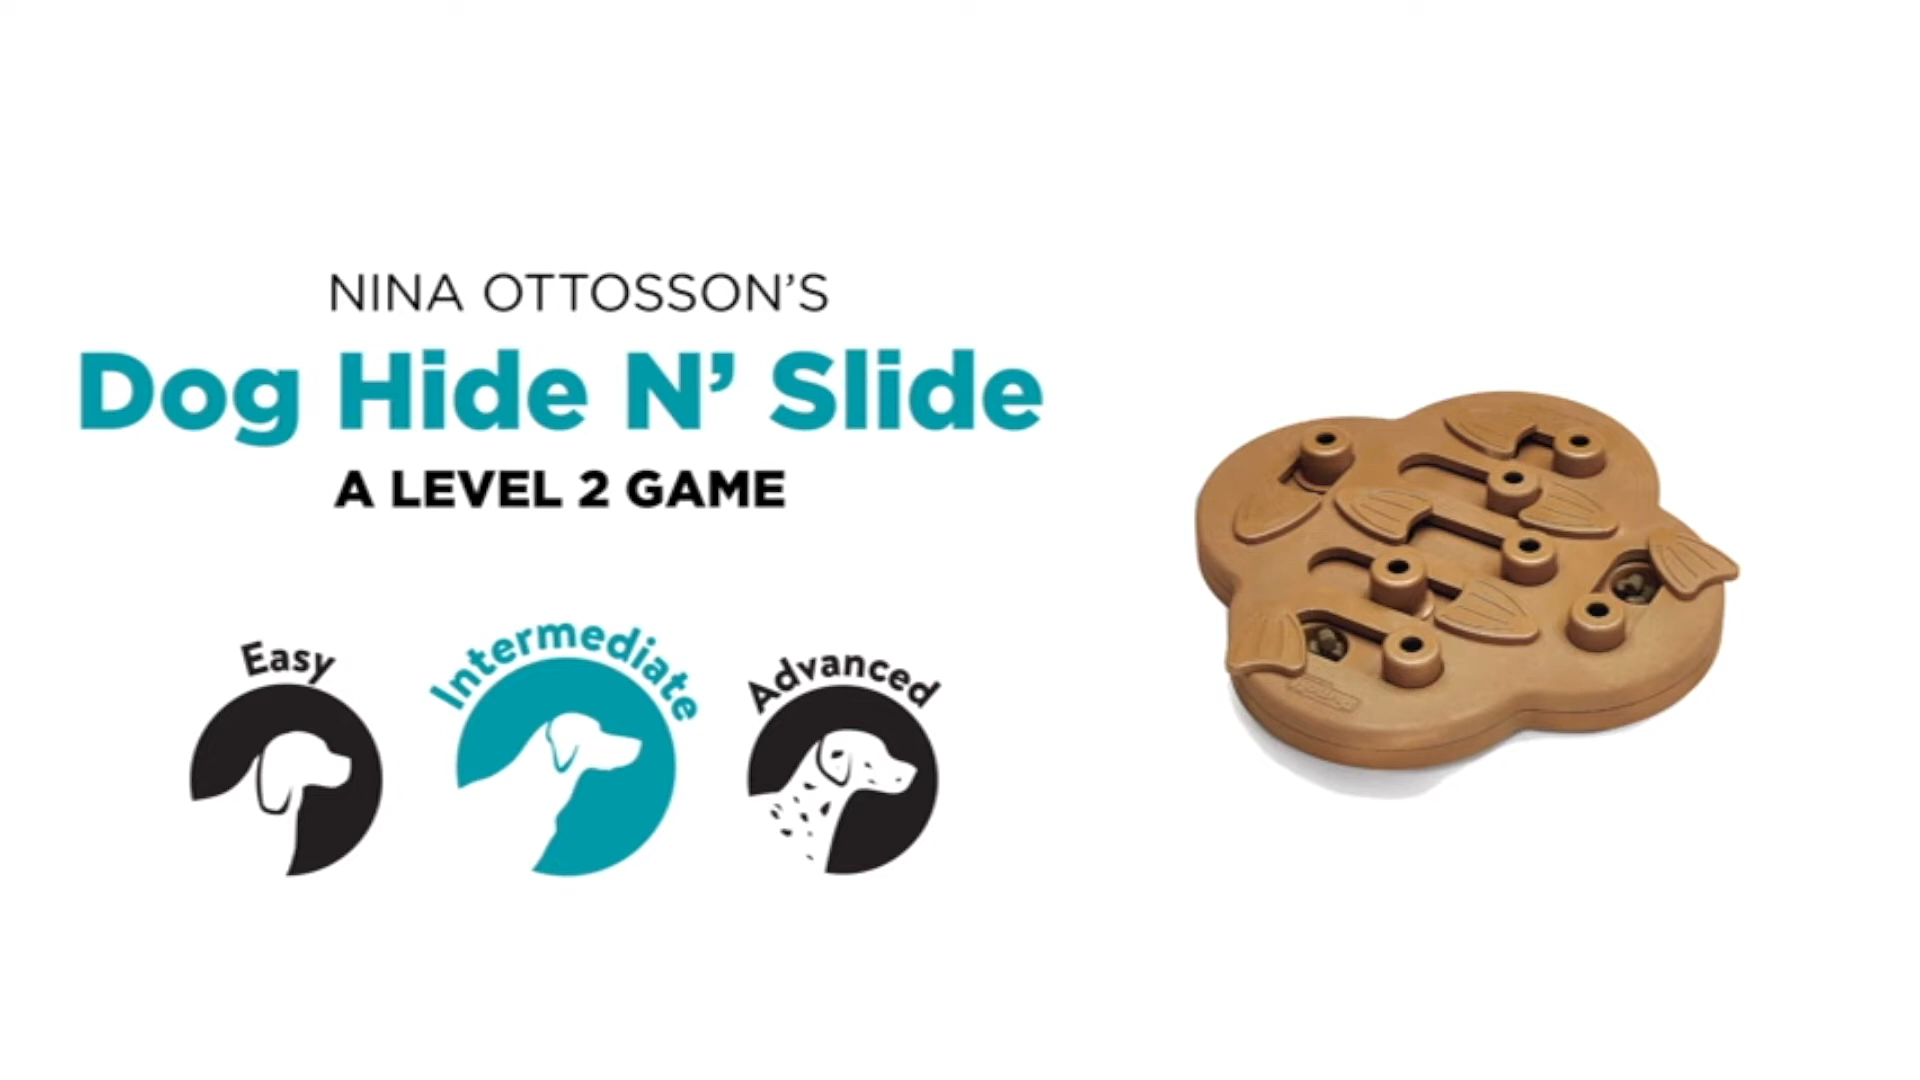 NINA OTTOSSON'S
Dog Hide N' Slide
A LEVEL 2 GAME
Easy
Intermediate
Advanced